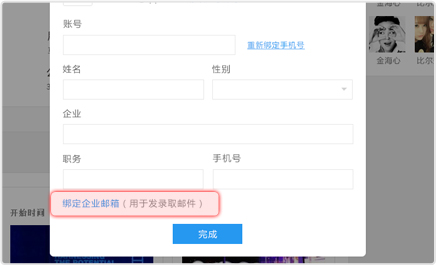 账号
重新绑定手机号
姓名 性别
企业
职务 手机号
绑定企业邮箱（用于发录取邮件）
完成
金海心 比尔
金海心 比尔
开始时间